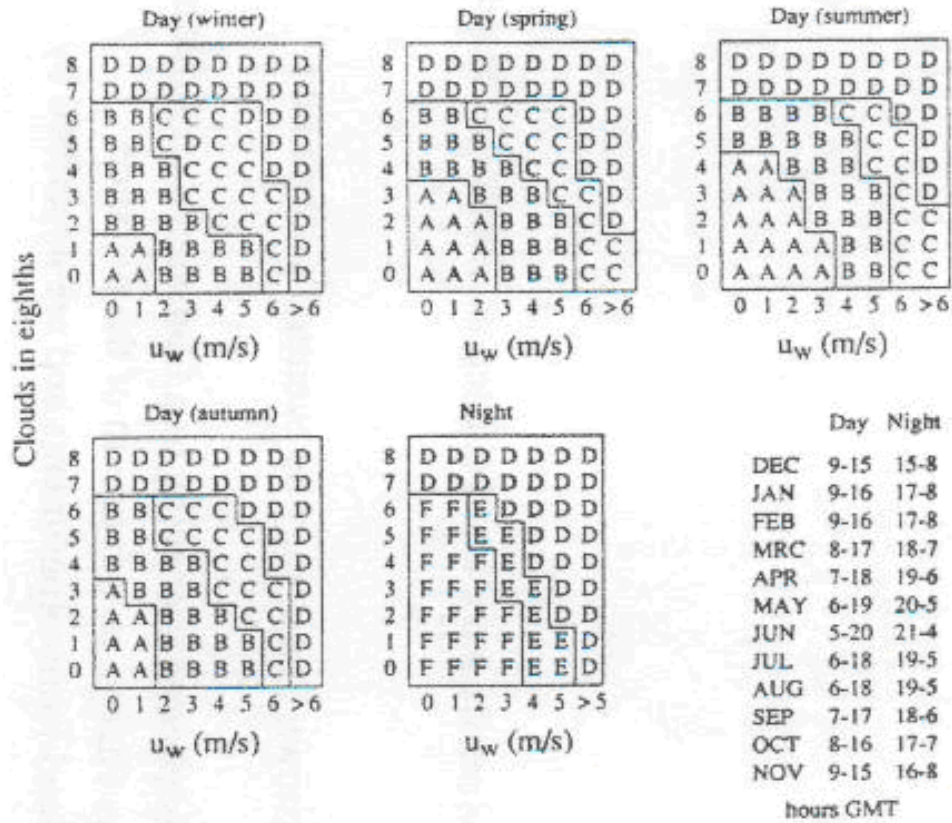 Day (winter)
8 D D D D D D D D
7 D D D D D D D D
6 B B C C C D D D
5 B B C D C C D D
4 B B B C C C D D
3 B B B C C C C D
2 B B B B C C C D
1 A A B B B B C D
0 A A B B B B C D
0 1 2 3 4 5 6 >6
u_w (m/s)
Day (spring)
8 D D D D D D D D
7 D D D D D D D D
6 B B C C C C D D
5 B B B C C C D D
4 B B B B C C D D
3 A A B B B C C D
2 A A A B B B C D
1 A A A B B B C C
0 A A A B B B C C
0 1 2 3 4 5 6 >6
u_w (m/s)
Day (summer)
8 D D D D D D D D
7 D D D D D D D D
6 B B B B C C D D
5 B B B B B C C D
4 A A B B B C C D
3 A A A B B B C D
2 A A A B B B C D
1 A A A A B B C C
0 A A A A B B C C
0 1 2 3 4 5 6 >6
u_w (m/s)
Clouds in eighths
Day (autumn)
8 D D D D D D D D
7 D D D D D D D D
6 B B C C C D D D
5 B B C C C C D D
4 B B B B C C D D
3 A B B B C C C D
2 A A B B B C C D
1 A A B B B B C D
0 A A B B B B C D
0 1 2 3 4 5 6 >6
u_w (m/s)
Night
8 D D D D D D D
7 D D D D D D D
6 F F E D D D D
5 F F E E D D D
4 F F F E D D D
3 F F F E E D D
2 F F F F E D D
1 F F F F E E D
0 F F F F E E D
0 1 2 3 4 5 >5
u_w (m/s)
Day Night
DEC 9-15 15-8
JAN 9-16 17-8
FEB 9-16 17-8
MRC 8-17 18-7
APR 7-18 19-6
MAY 6-19 20-5
JUN 5-20 21-4
JUL 6-18 19-5
AUG 6-18 19-5
SEP 7-17 18-6
OCT 8-16 17-7
NOV 9-15 16-8
hours GMT